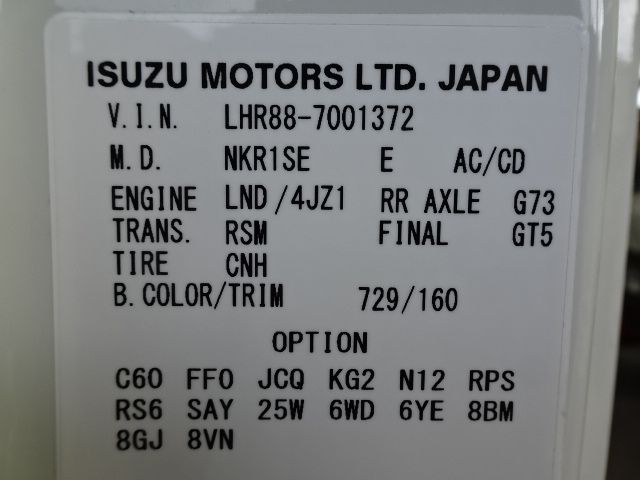 ISUZU MOTORS LTD. JAPAN
V.I.N. LHR88-7001372
M.D. NKR1SE E AC/CD
ENGINE LND/4JZ1 RR AXLE G73
TRANS. RSM FINAL GT5
TIRE CNH
B.COLOR/TRIM 729/160
OPTION
C60 FF0 JCQ KG2 N12 RPS
RS6 SAY 25W 6WD 6YE 8BM
8GJ 8VN